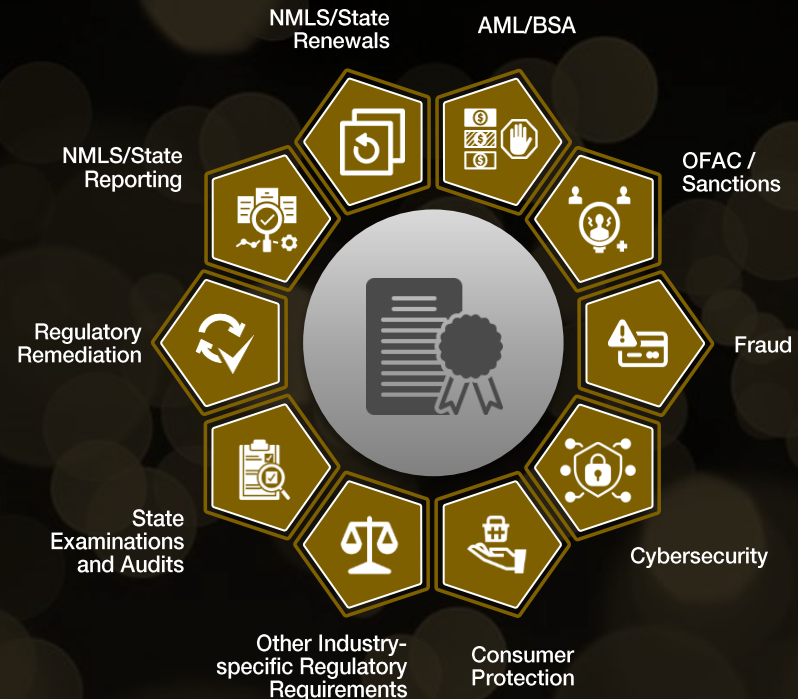 NMLS/State
Renewals
AML/BSA
OFAC /
Sanctions
Fraud
Cybersecurity
Consumer
Protection
Other Industry-
specific Regulatory
Requirements
State
Examinations
and Audits
Regulatory
Remediation
NMLS/State
Reporting